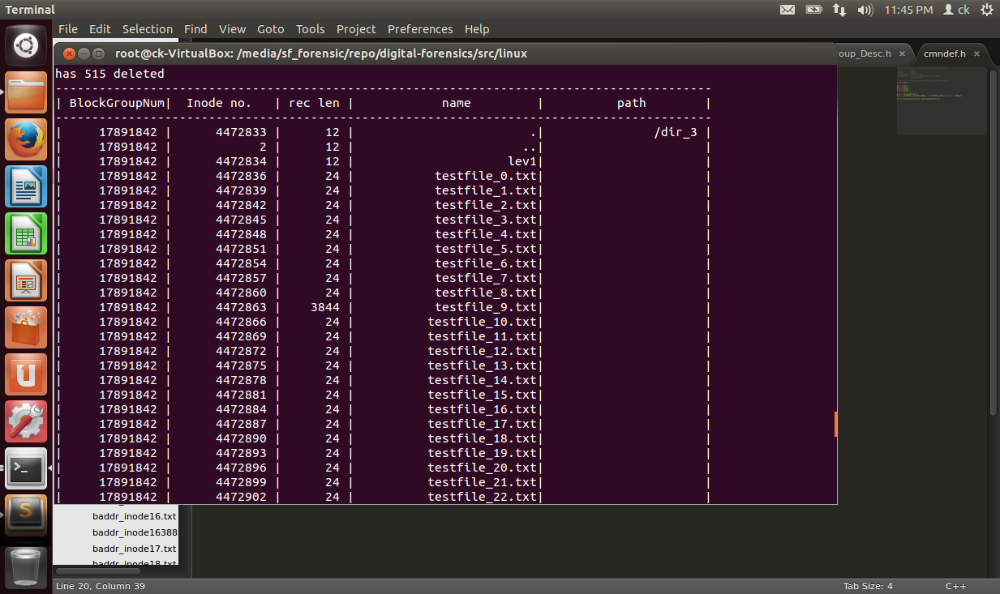 Terminal 11:45 PM ck
File Edit Selection Find View Goto Tools Project Preferences Help
root@ck-VirtualBox: /media/sf_forensic/repo/digital-forensics/src/linux
oup_Desc.h × cmndef.h ×
has 515 deleted
-----------------------------------------------------------------------------------------
| BlockGroupNum| Inode no. | rec len | name | path |
-----------------------------------------------------------------------------------------
| 17891842 | 4472833 | 12 | .| /dir_3 |
| 17891842 | 2 | 12 | ..| |
| 17891842 | 4472834 | 12 | lev1| |
| 17891842 | 4472836 | 24 | testfile_0.txt| |
| 17891842 | 4472839 | 24 | testfile_1.txt| |
| 17891842 | 4472842 | 24 | testfile_2.txt| |
| 17891842 | 4472845 | 24 | testfile_3.txt| |
| 17891842 | 4472848 | 24 | testfile_4.txt| |
| 17891842 | 4472851 | 24 | testfile_5.txt| |
| 17891842 | 4472854 | 24 | testfile_6.txt| |
| 17891842 | 4472857 | 24 | testfile_7.txt| |
| 17891842 | 4472860 | 24 | testfile_8.txt| |
| 17891842 | 4472863 | 3844 | testfile_9.txt| |
| 17891842 | 4472866 | 24 | testfile_10.txt| |
| 17891842 | 4472869 | 24 | testfile_11.txt| |
| 17891842 | 4472872 | 24 | testfile_12.txt| |
| 17891842 | 4472875 | 24 | testfile_13.txt| |
| 17891842 | 4472878 | 24 | testfile_14.txt| |
| 17891842 | 4472881 | 24 | testfile_15.txt| |
| 17891842 | 4472884 | 24 | testfile_16.txt| |
| 17891842 | 4472887 | 24 | testfile_17.txt| |
| 17891842 | 4472890 | 24 | testfile_18.txt| |
| 17891842 | 4472893 | 24 | testfile_19.txt| |
| 17891842 | 4472896 | 24 | testfile_20.txt| |
| 17891842 | 4472899 | 24 | testfile_21.txt| |
| 17891842 | 4472902 | 24 | testfile_22.txt| |
baddr_inode16.txt
baddr_inode16388
baddr_inode17.txt
baddr_inode18.txt
Line 20, Column 39 Tab Size: 4 C++